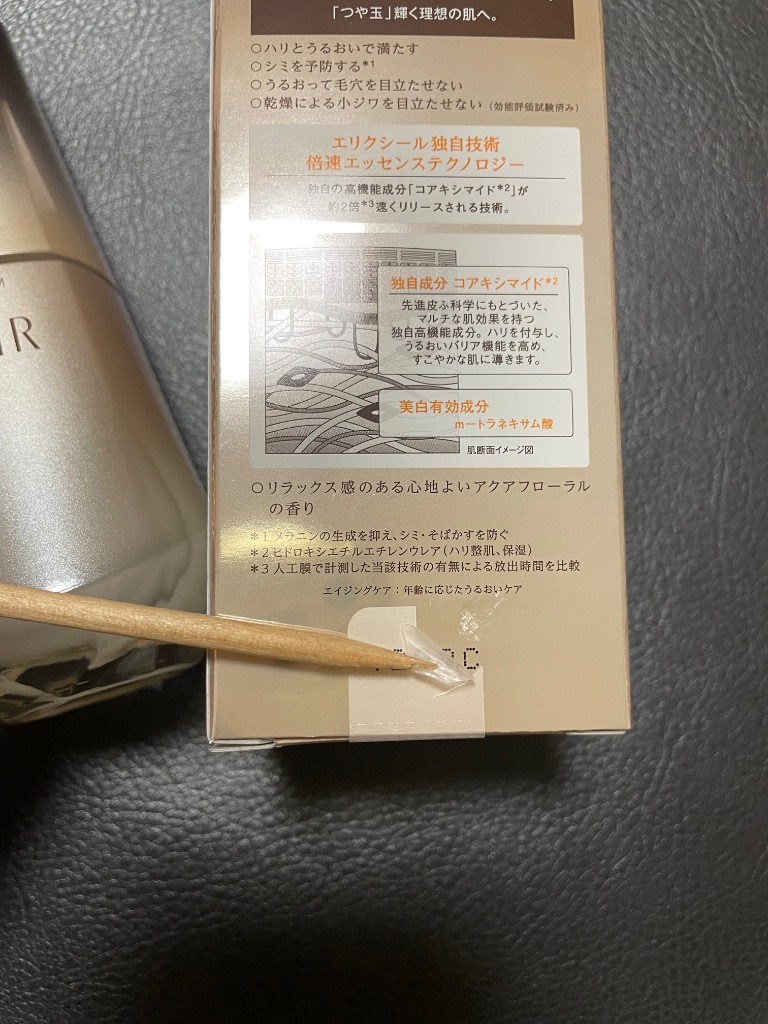 「つや玉」輝く理想の肌へ。
○ハリとうるおいで満たす
○シミを予防する*1
○うるおって毛穴を目立たせない
○乾燥による小ジワを目立たせない（効能評価試験済み）
エリクシール独自技術
倍速エッセンステクノロジー
独自の高機能成分「コアキシマイド*2」が
約2倍*3速くリリースされる技術。
独自成分 コアキシマイド*2
先進皮ふ科学にもとづいた、
マルチな肌効果を持つ
独自高機能成分。ハリを付与し、
うるおいバリア機能を高め、
すこやかな肌に導きます。
美白有効成分
m－トラネキサム酸
肌断面イメージ図
○リラックス感のある心地よいアクアフローラル
の香り
*1 メラニンの生成を抑え、シミ・そばかすを防ぐ
*2 ヒドロキシエチルエチレンウレア（ハリ整肌、保湿）
*3 人工膜で計測した当該技術の有無による放出時間を比較
エイジングケア：年齢に応じたうるおいケア